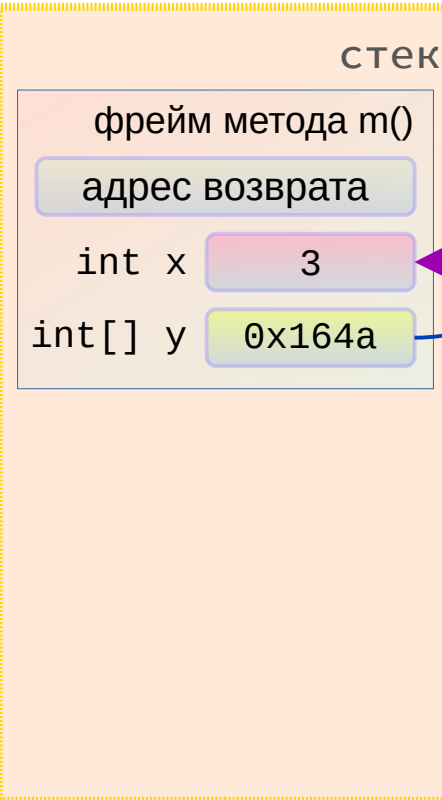 стек
фрейм метода m()
адрес возврата
int x 3
int[] y 0x164a